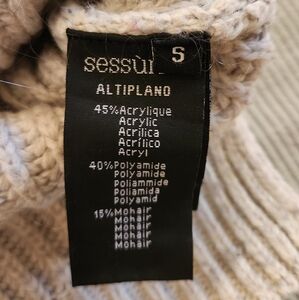 sessùn S
ALTIPLANO
45% Acrylique
Acrylic
Acrilica
Acrílico
Acryl
40% Polyamide
Polyamide
Poliammide
Poliamida
Polyamid
15% Mohair
Mohair
Mohair
Mohair
Mohair